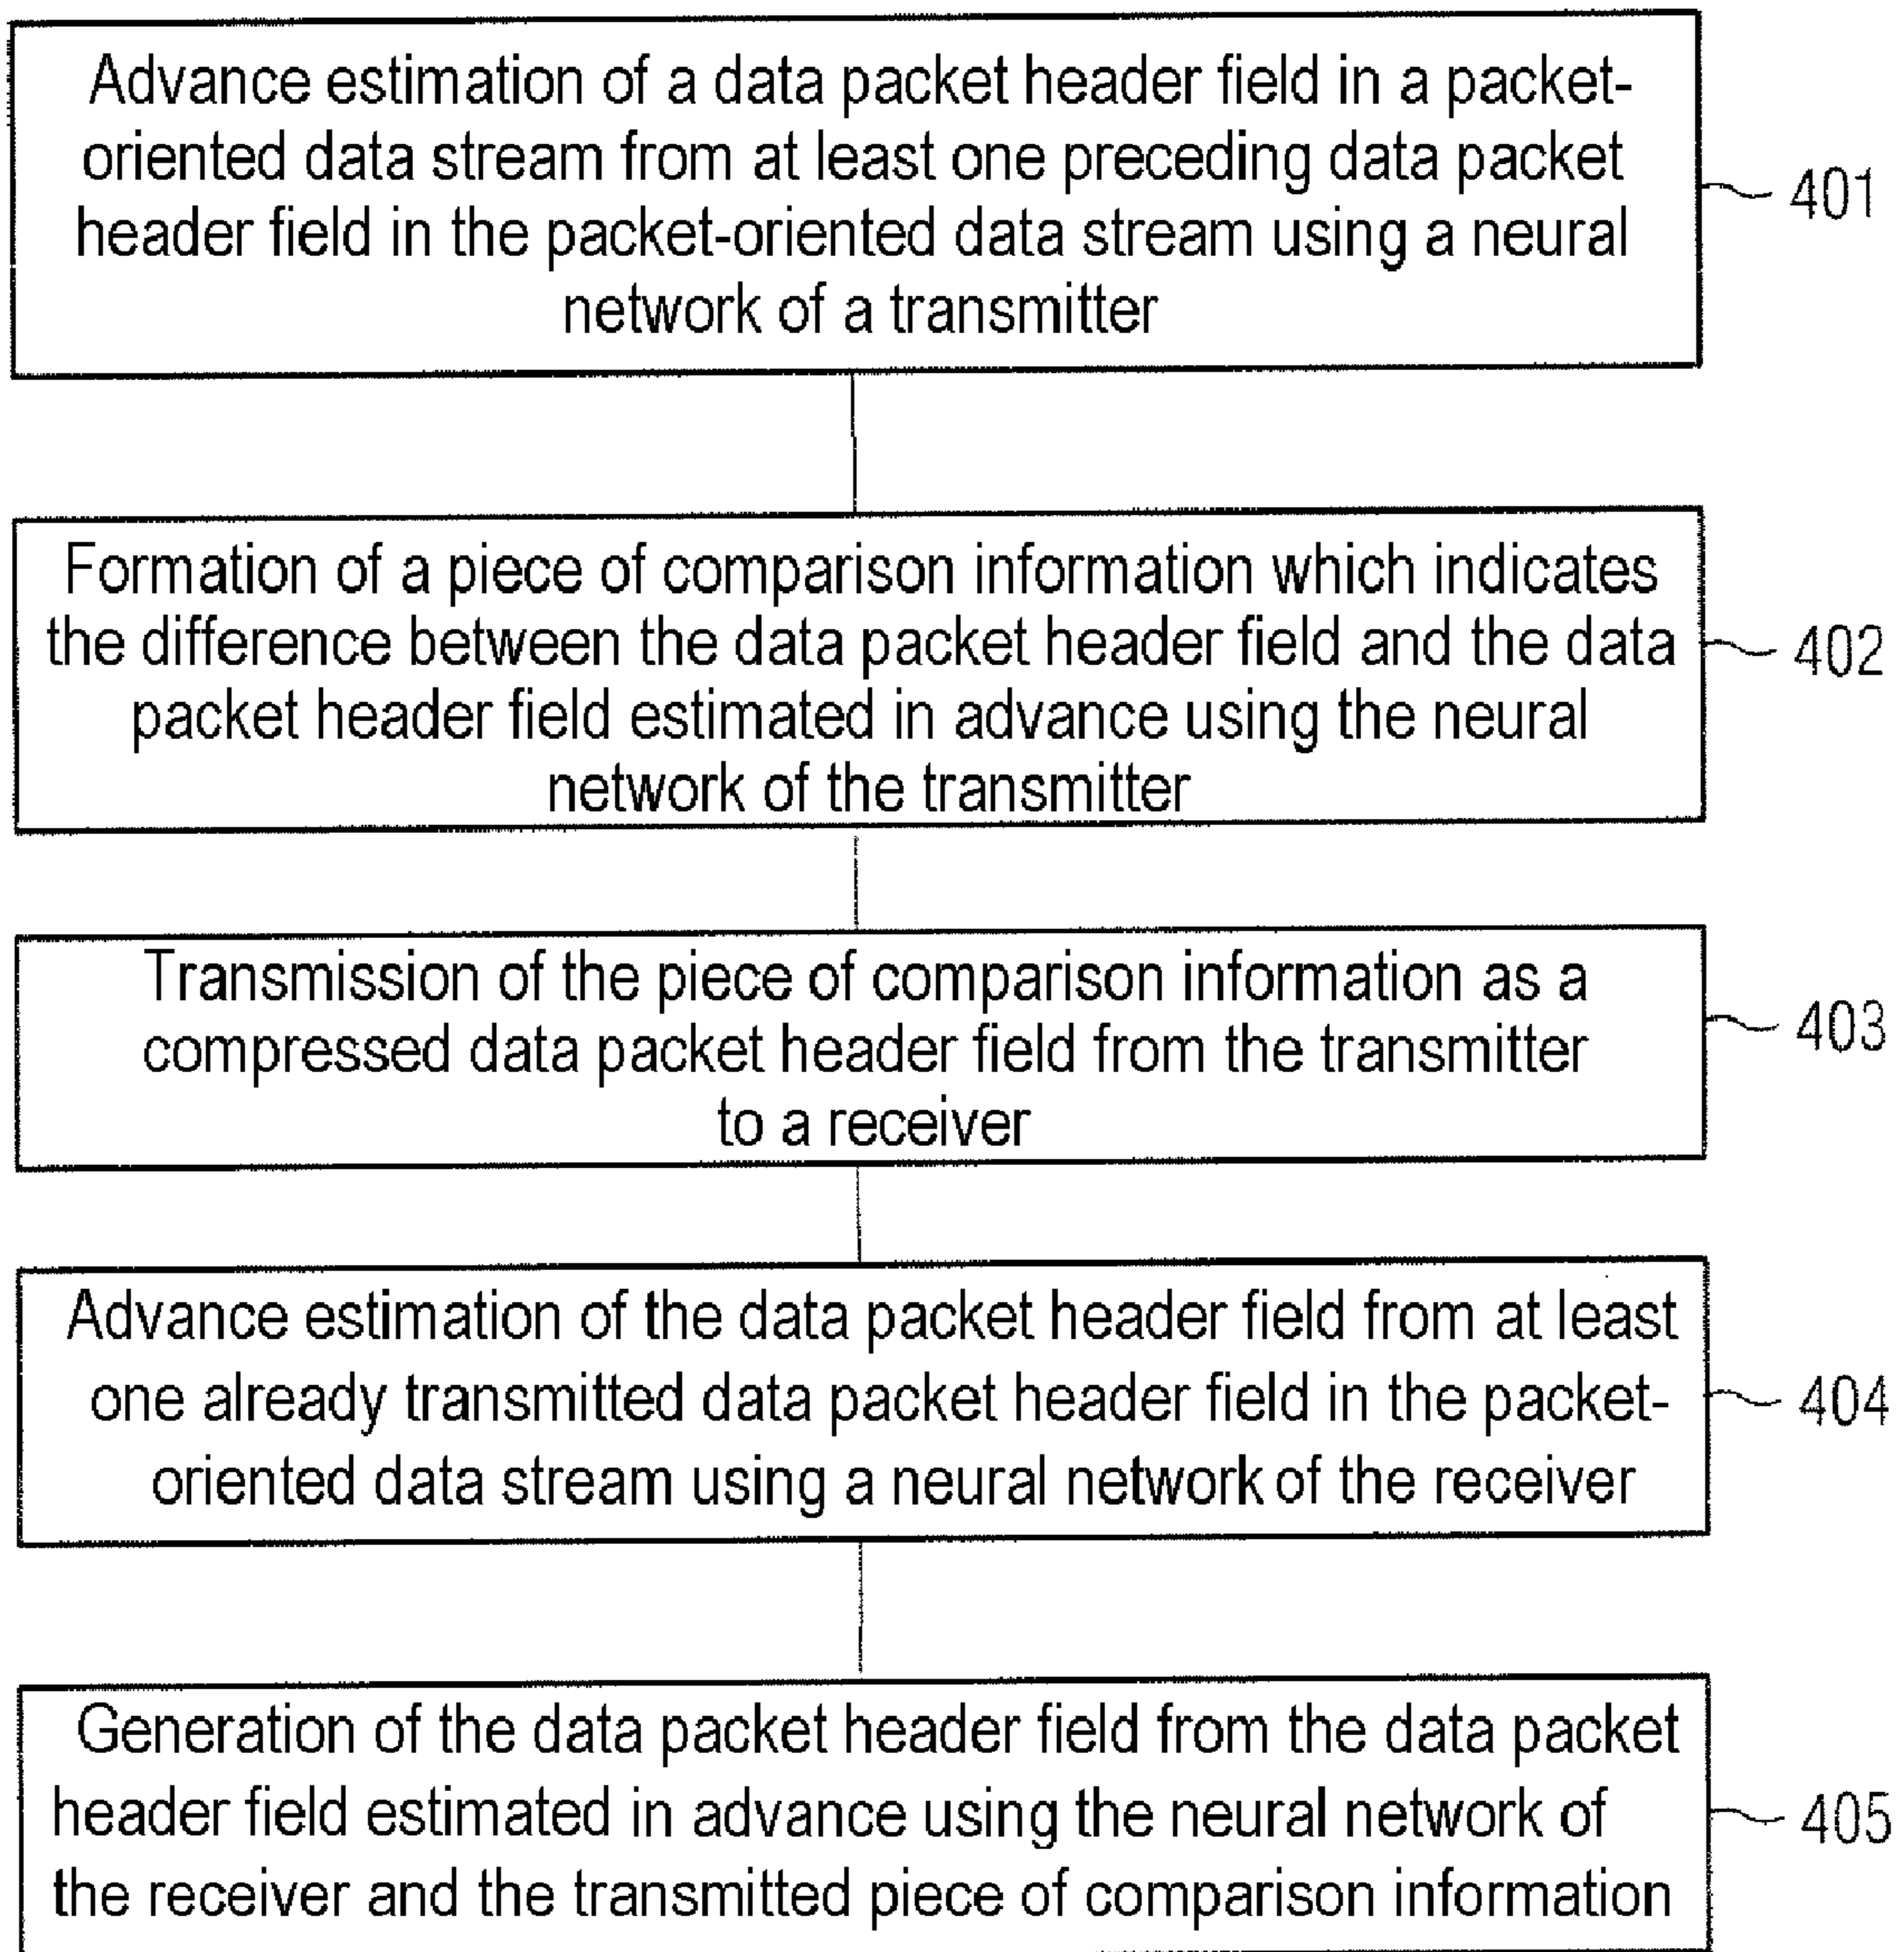 Advance estimation of a data packet header field in a packet-
oriented data stream from at least one preceding data packet
header field in the packet-oriented data stream using a neural
network of a transmitter
401
Formation of a piece of comparison information which indicates
the difference between the data packet header field and the data
packet header field estimated in advance using the neural
network of the transmitter
402
Transmission of the piece of comparison information as a
compressed data packet header field from the transmitter
to a receiver
403
Advance estimation of the data packet header field from at least
one already transmitted data packet header field in the packet-
oriented data stream using a neural network of the receiver
404
Generation of the data packet header field from the data packet
header field estimated in advance using the neural network of
the receiver and the transmitted piece of comparison information
405